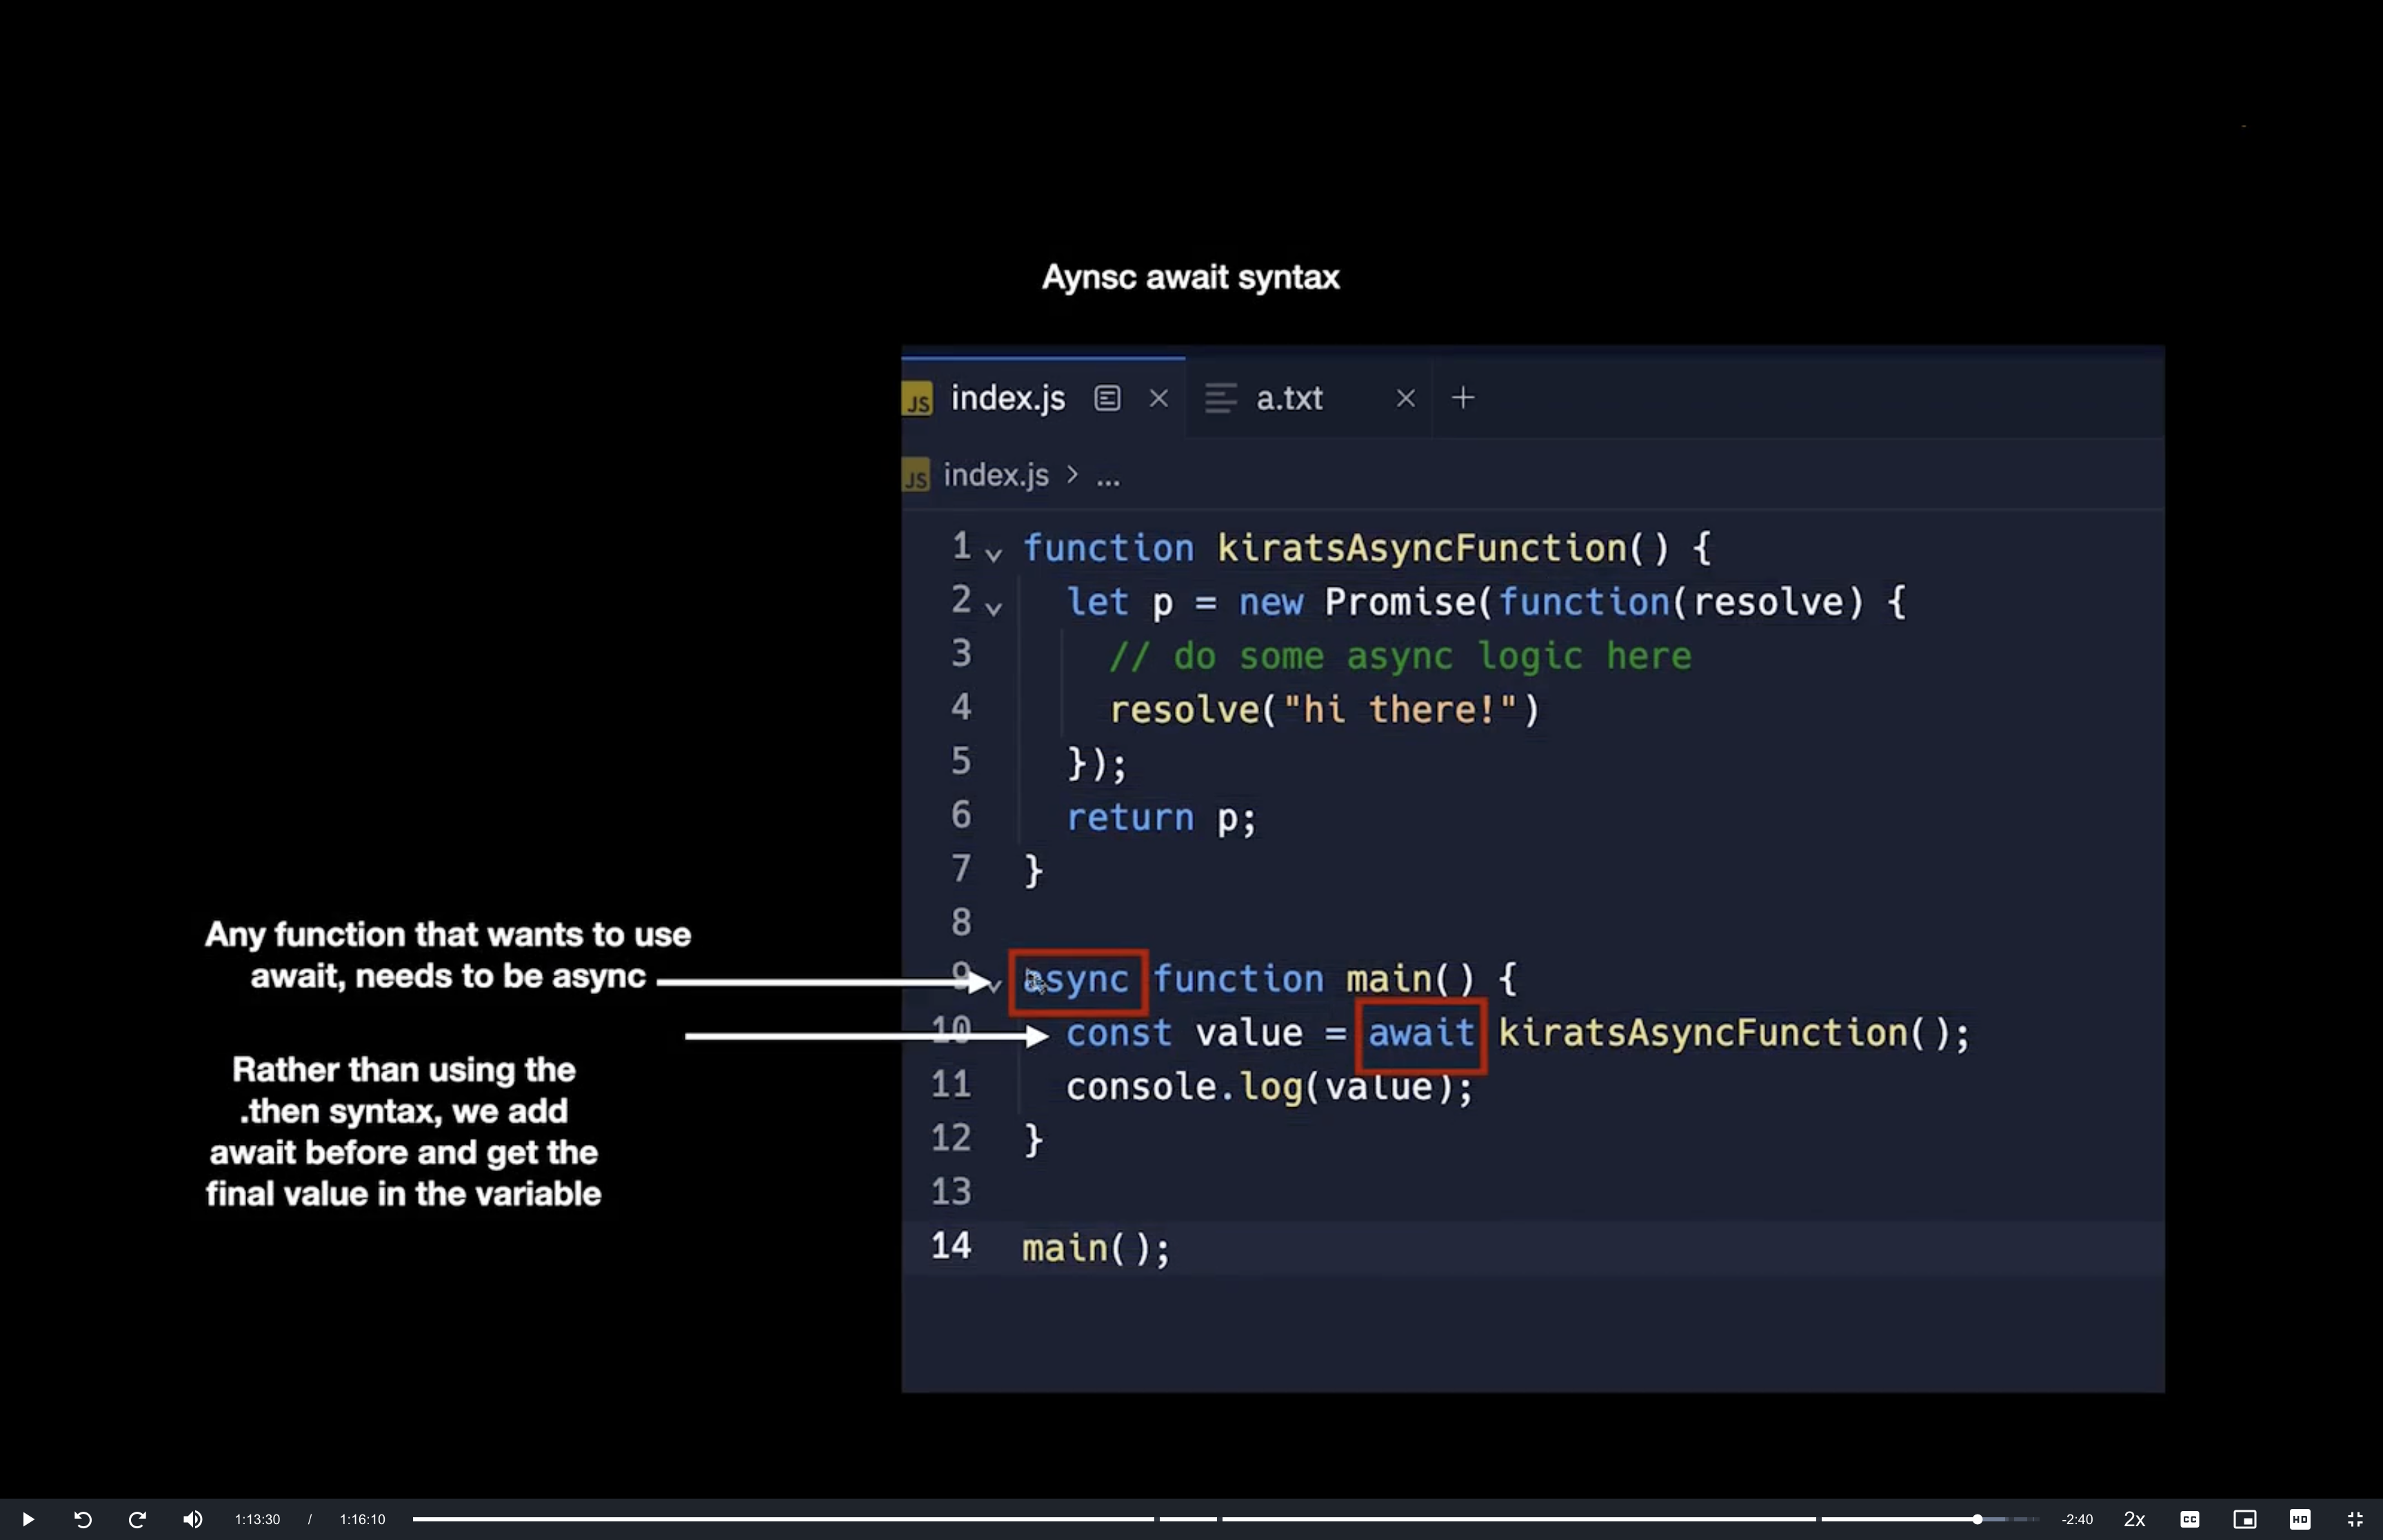 Aynsc await syntax
JS index.js a.txt
JS index.js > ...
1 function kiratsAsyncFunction() {
2 let p = new Promise(function(resolve) {
3 // do some async logic here
4 resolve("hi there!")
5 });
6 return p;
7 }
8
Any function that wants to use
await, needs to be async
9 async function main() {
10 const value = await kiratsAsyncFunction();
Rather than using the
.then syntax, we add
await before and get the
final value in the variable
11 console.log(value);
12 }
13
14 main();
1:13:30 / 1:16:10 -2:40 2x CC HD